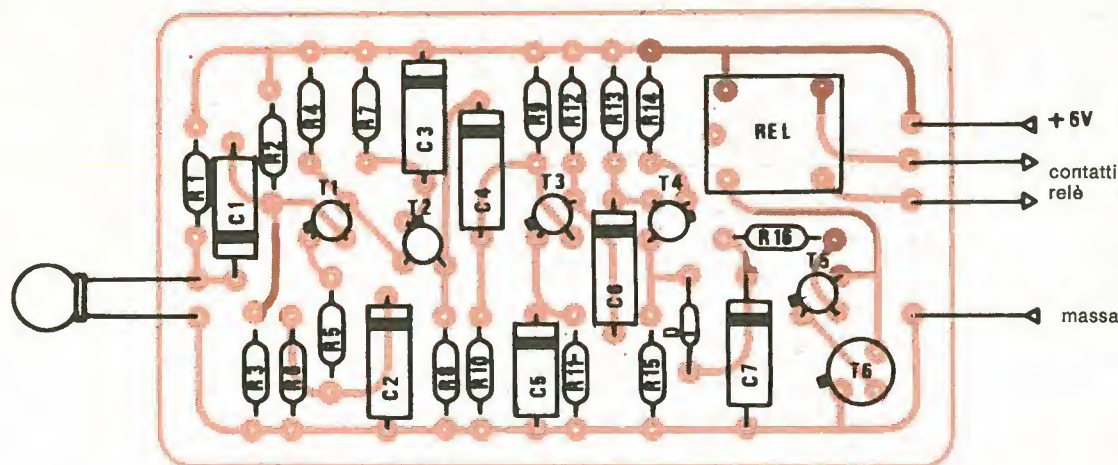 R1
C1
R2
R4
T1
R7
T2
C3
C4
R9
R12
R13
R14
T3
T4
REL
+ 6V
contatti
relè
massa
R3
R6
R5
C2
R8
R10
C5
R11
C6
R15
D
C7
R16
T5
T6